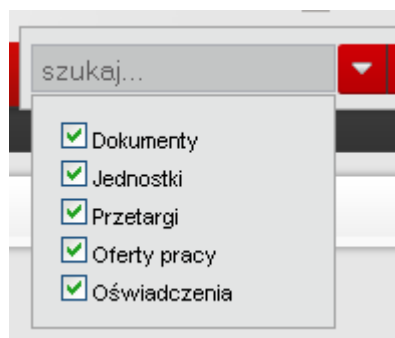 szukaj...
Dokumenty
Jednostki
Przetargi
Oferty pracy
Oświadczenia